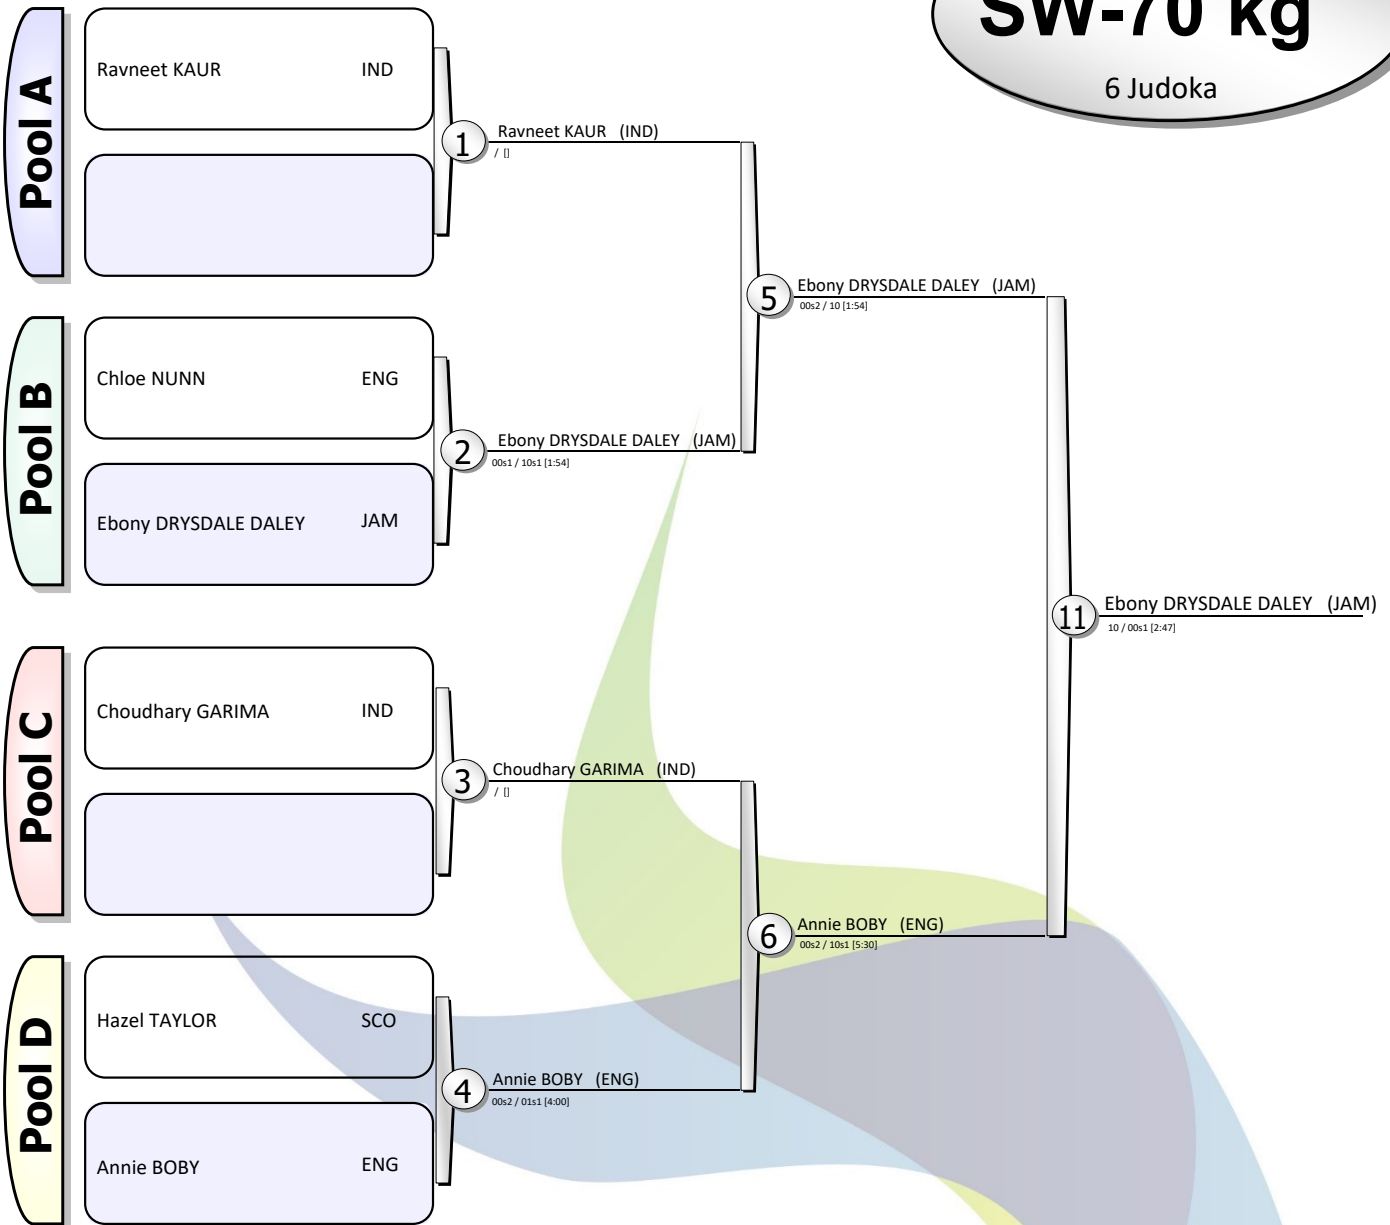 SW-70 kg
6 Judoka
Pool A
Ravneet KAUR IND
1
Ravneet KAUR (IND)
/ []
Pool B
Chloe NUNN ENG
Ebony DRYSDALE DALEY JAM
2
Ebony DRYSDALE DALEY (JAM)
00s1 / 10s1 [1:54]
5
Ebony DRYSDALE DALEY (JAM)
00s2 / 10 [1:54]
Pool C
Choudhary GARIMA IND
3
Choudhary GARIMA (IND)
/ []
Pool D
Hazel TAYLOR SCO
Annie BOBY ENG
4
Annie BOBY (ENG)
00s2 / 01s1 [4:00]
6
Annie BOBY (ENG)
00s2 / 10s1 [5:30]
11
Ebony DRYSDALE DALEY (JAM)
10 / 00s1 [2:47]